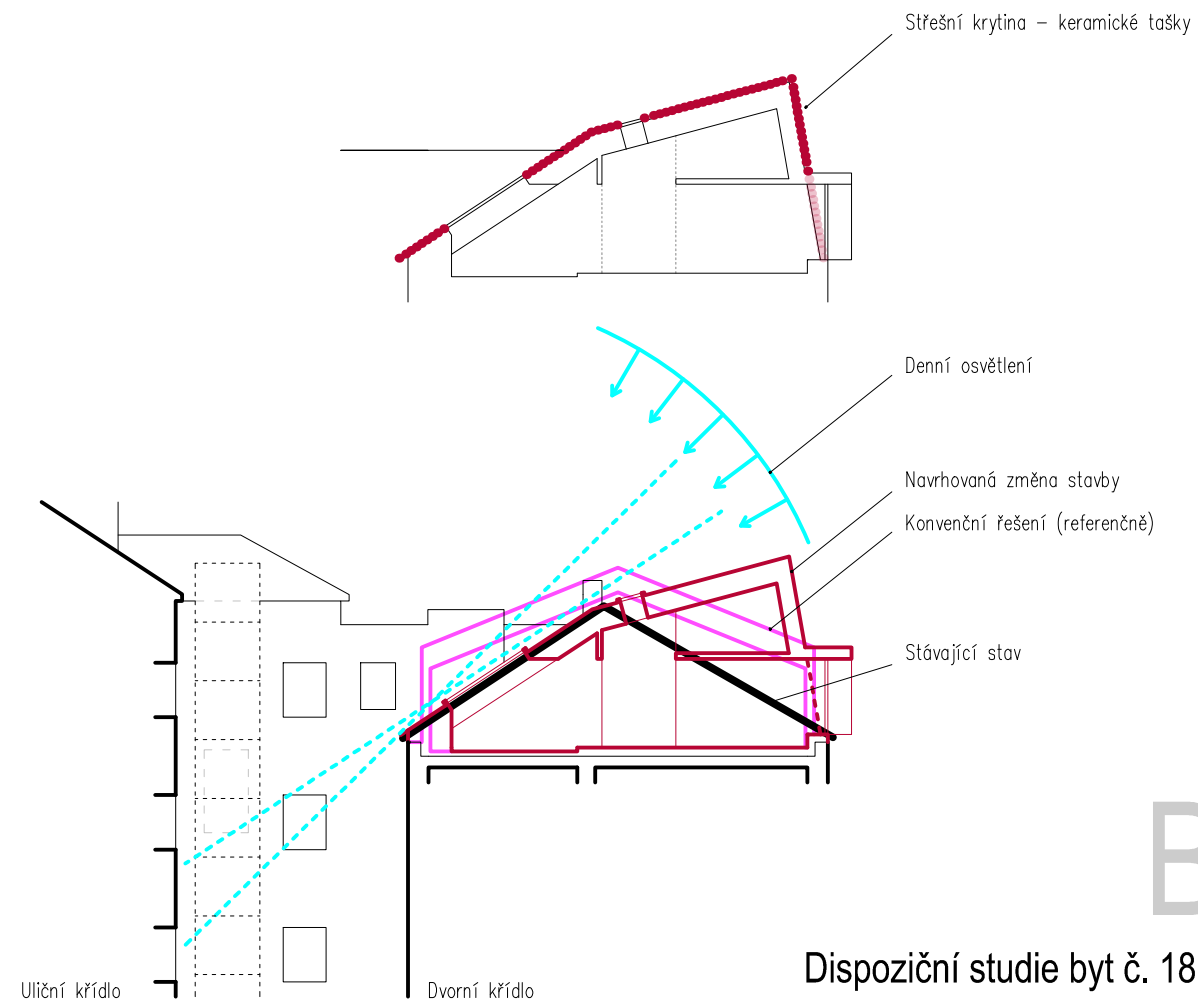 Střešní krytina – keramické tašky
Denní osvětlení
Navrhovaná změna stavby
Konvenční řešení (referenčně)
Stávající stav
B
Dispoziční studie byt č. 18
Uliční křídlo
Dvorní křídlo